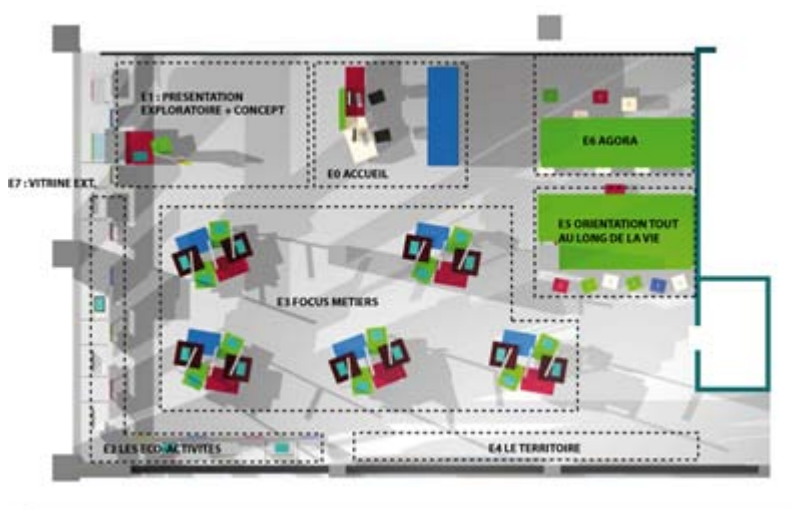 E1 : PRESENTATION
EXPLORATOIRE + CONCEPT
E0 ACCUEIL
E6 AGORA
E7 : VITRINE EXT.
E5 ORIENTATION TOUT
AU LONG DE LA VIE
E3 FOCUS METIERS
E2 LES ECO-ACTIVITES
E4 LE TERRITOIRE